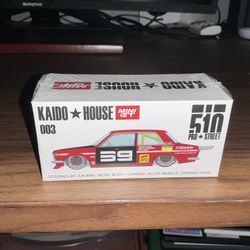 KAIDO★HOUSE
MINI GT
003
510
PRO★STREET
59
DESIGNED BY JUN IMAI / METAL BODY + CHASSIS / ALLOY WHEELS / OPENING HOOD